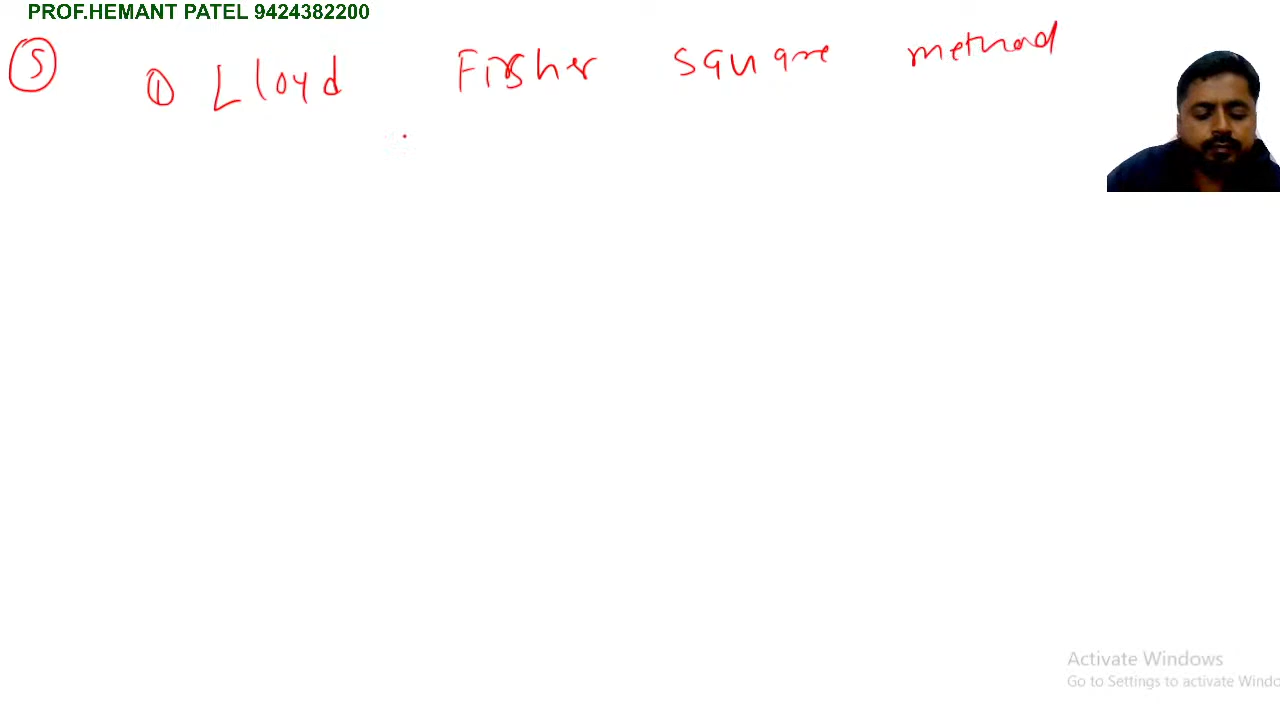 PROF.HEMANT PATEL 9424382200
5 1 Lloyd Fisher square method
Activate Windows
Go to Settings to activate Windo